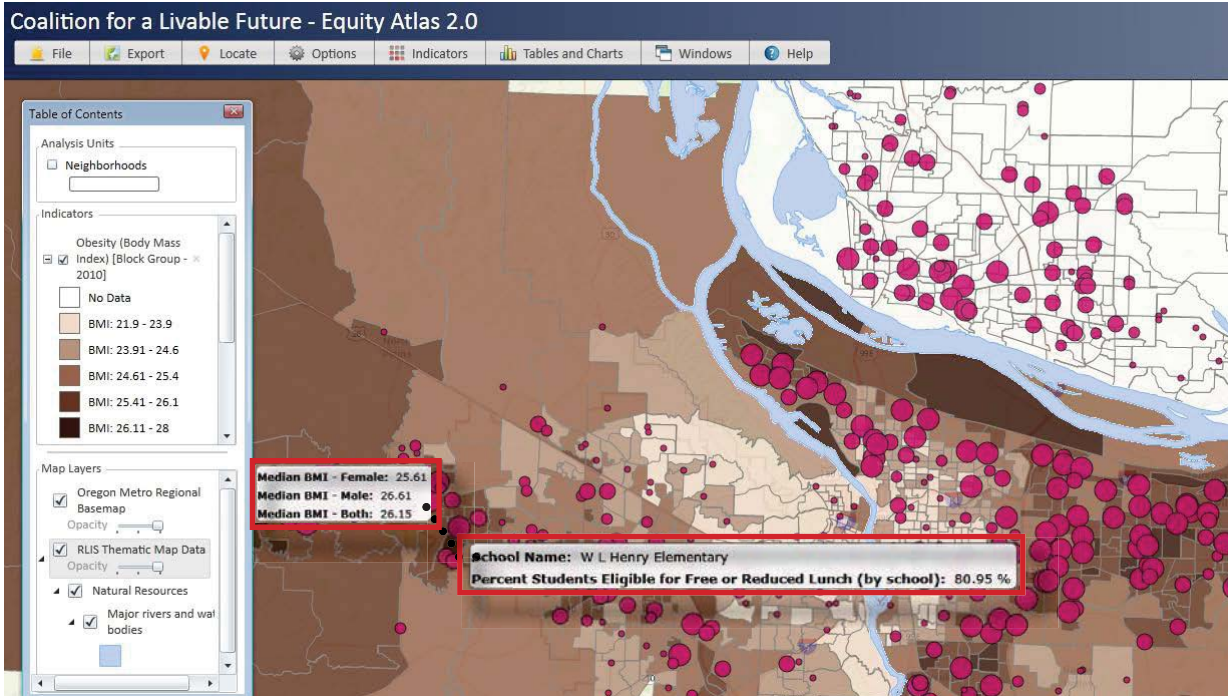 Coalition for a Livable Future - Equity Atlas 2.0
File Export Locate Options Indicators Tables and Charts Windows Help
Table of Contents
Analysis Units
Neighborhoods
Indicators
Obesity (Body Mass
Index) [Block Group -
2010]
No Data
BMI: 21.9 - 23.9
BMI: 23.91 - 24.6
BMI: 24.61 - 25.4
BMI: 25.41 - 26.1
BMI: 26.11 - 28
Map Layers
Oregon Metro Regional
Basemap
Opacity
RLIS Thematic Map Data
Opacity
Natural Resources
Major rivers and wat
bodies
Median BMI - Female: 25.61
Median BMI - Male: 26.61
Median BMI - Both: 26.15
School Name: W L Henry Elementary
Percent Students Eligible for Free or Reduced Lunch (by school): 80.95 %